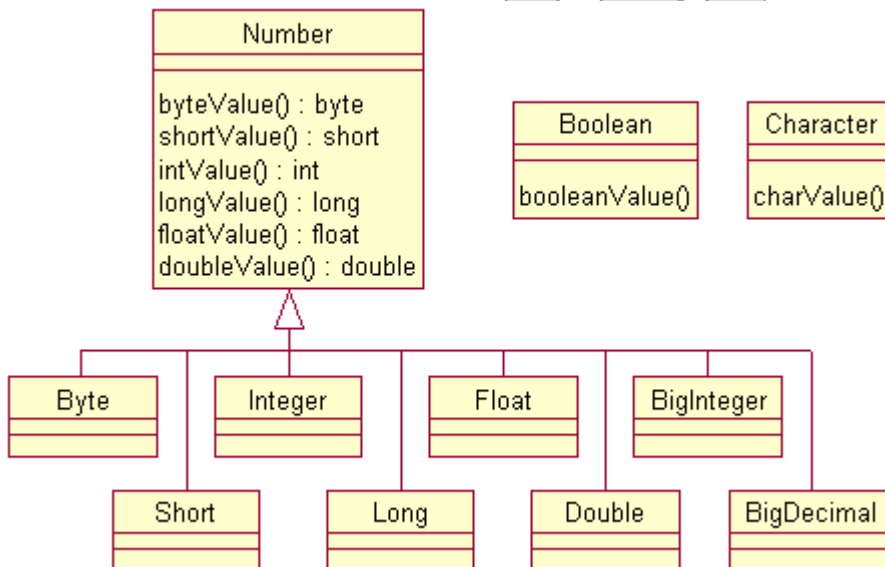 Number
byteValue() : byte
shortValue() : short
intValue() : int
longValue() : long
floatValue() : float
doubleValue() : double
Boolean
booleanValue()
Character
charValue()
Byte
Integer
Float
BigInteger
Short
Long
Double
BigDecimal